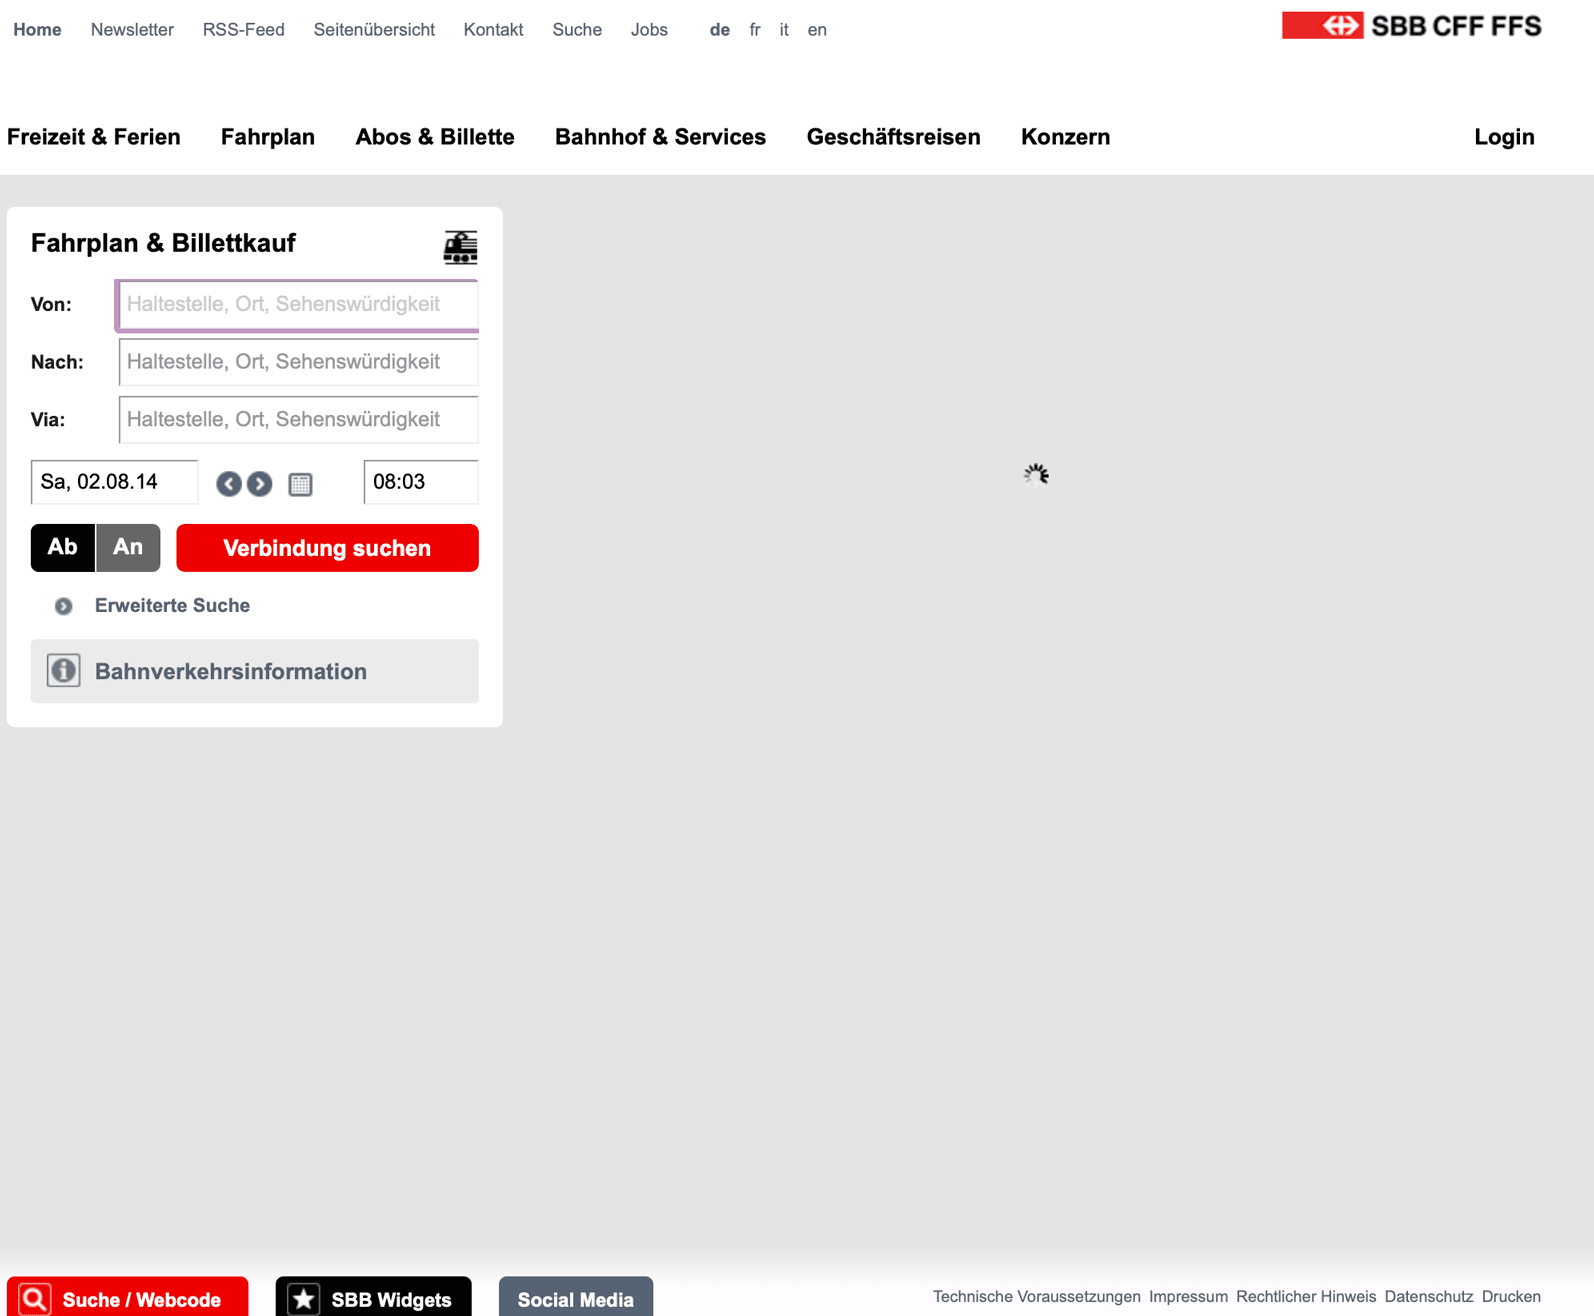 Home Newsletter RSS-Feed Seitenübersicht Kontakt Suche Jobs de fr it en
SBB CFF FFS
Freizeit & Ferien Fahrplan Abos & Billette Bahnhof & Services Geschäftsreisen Konzern Login
Fahrplan & Billettkauf
Von: Haltestelle, Ort, Sehenswürdigkeit
Nach: Haltestelle, Ort, Sehenswürdigkeit
Via: Haltestelle, Ort, Sehenswürdigkeit
Sa, 02.08.14 08:03
Ab An Verbindung suchen
Erweiterte Suche
Bahnverkehrsinformation
Suche / Webcode SBB Widgets Social Media Technische Voraussetzungen Impressum Rechtlicher Hinweis Datenschutz Drucken